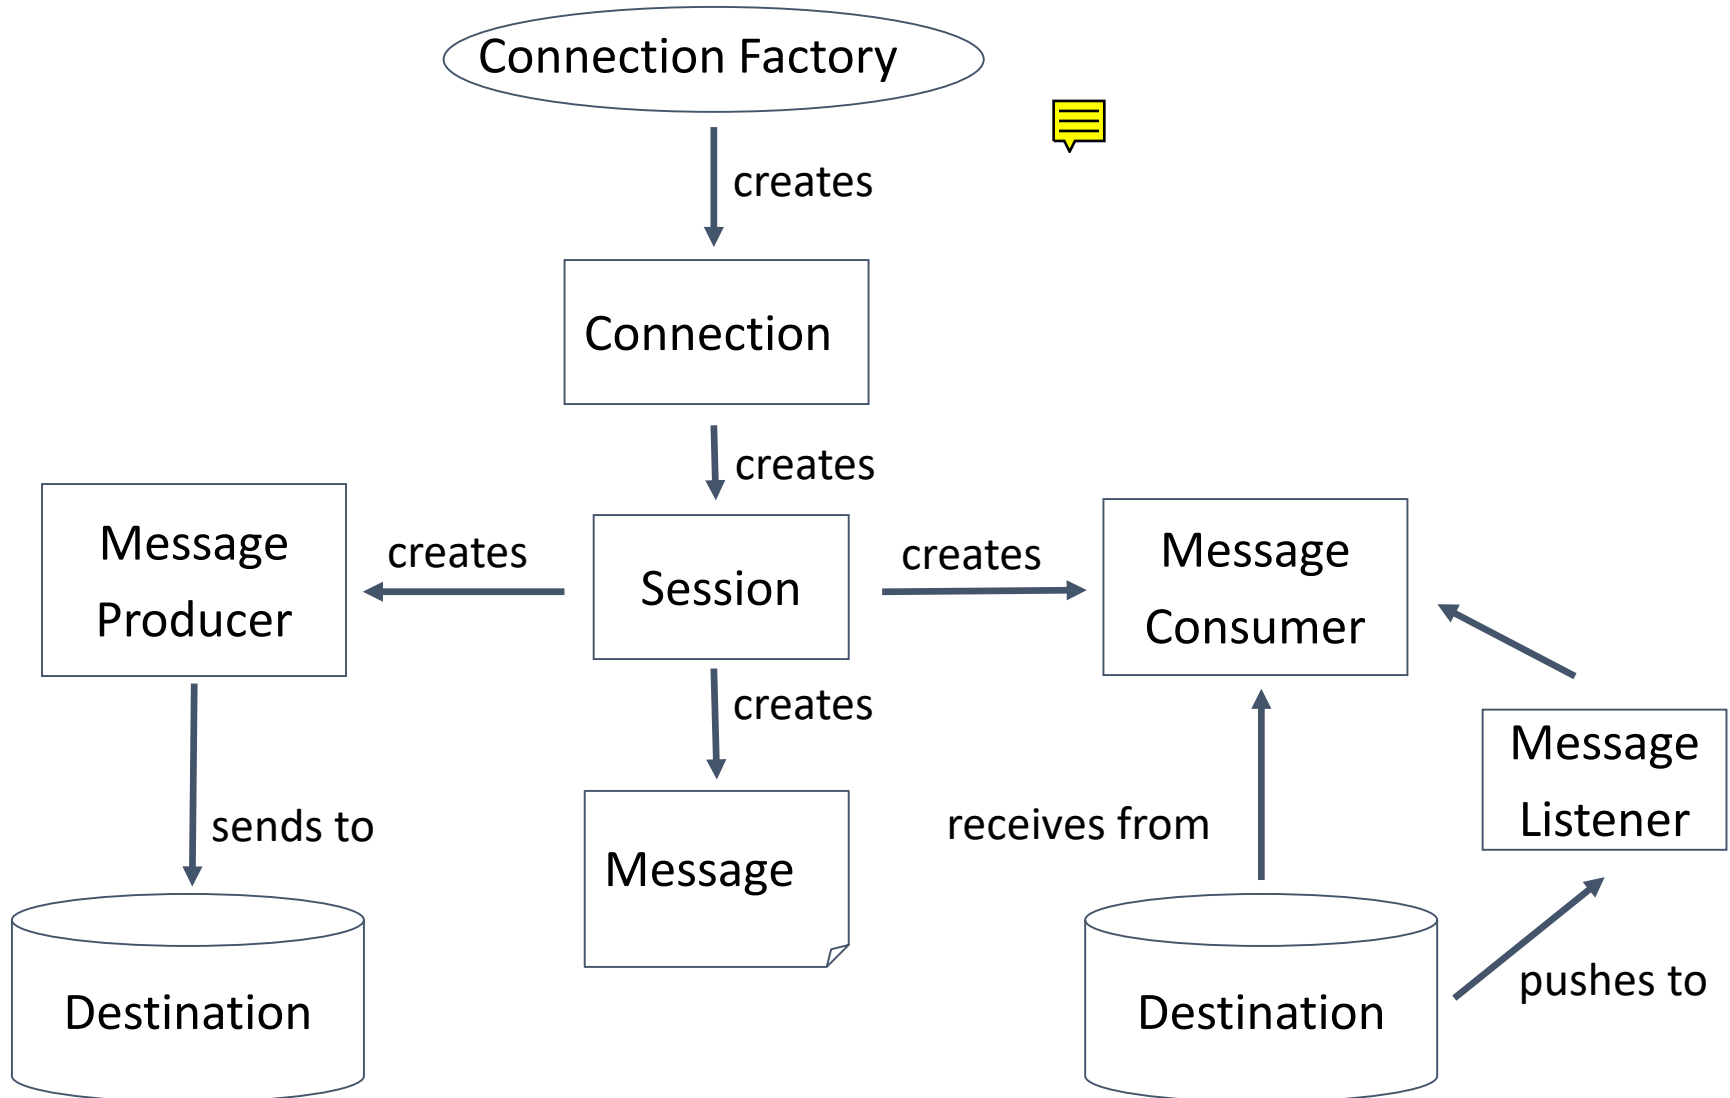 Connection Factory
creates
Connection
creates
Message
Producer
creates
Session
creates
Message
Consumer
creates
Message
Listener
sends to
Message
receives from
Destination
Destination
pushes to